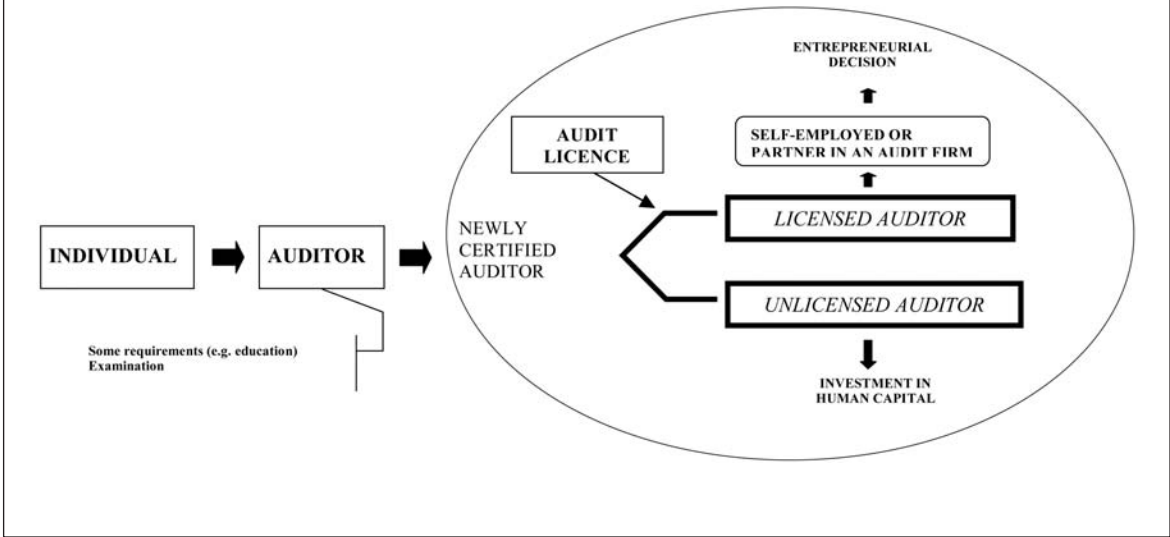 ENTREPRENEURIAL
DECISION
SELF-EMPLOYED OR
PARTNER IN AN AUDIT FIRM
AUDIT
LICENCE
LICENSED AUDITOR
NEWLY
CERTIFIED
AUDITOR
INDIVIDUAL
AUDITOR
UNLICENSED AUDITOR
Some requirements (e.g. education)
Examination
INVESTMENT IN
HUMAN CAPITAL